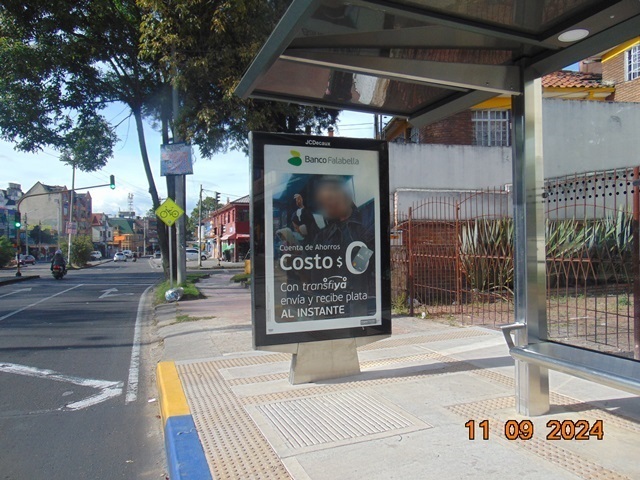 JCDecaux
Banco Falabella
Cuenta de Ahorros
Costo $0
Con transfiya
envía y recibe plata
AL INSTANTE
11 09 2024